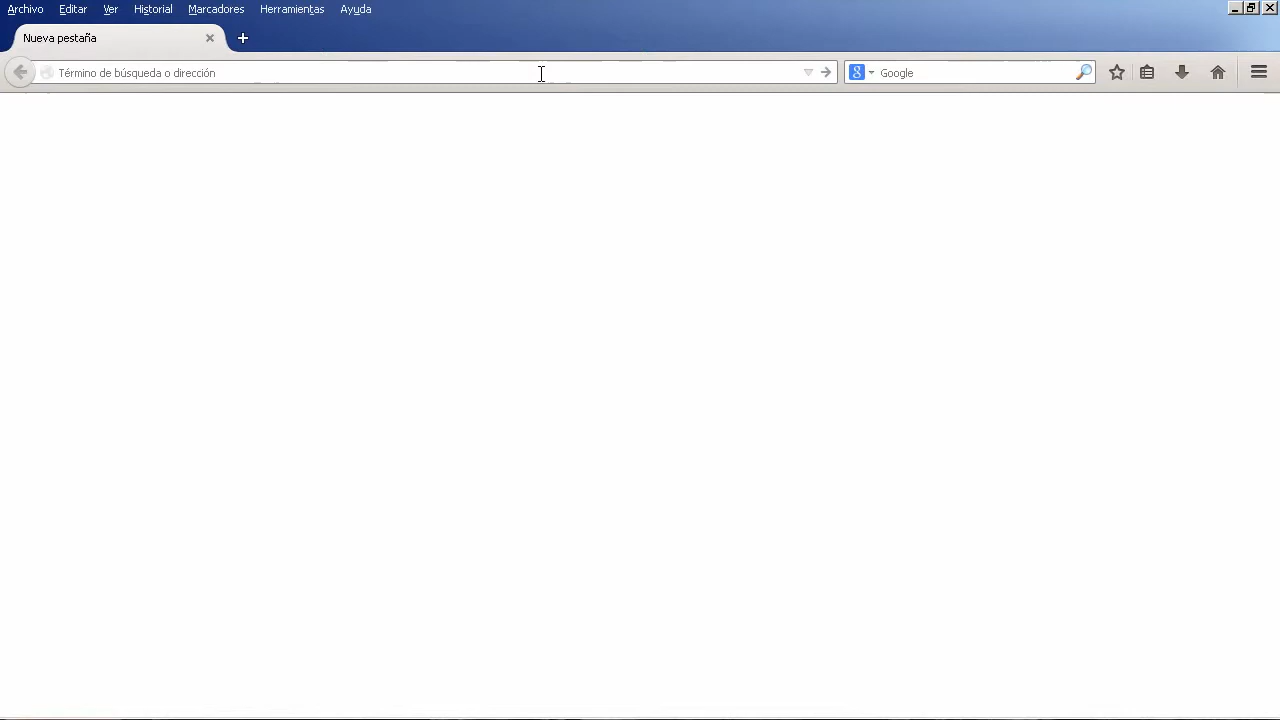 Archivo Editar Ver Historial Marcadores Herramientas Ayuda
Nueva pestaña
Término de búsqueda o dirección
Google